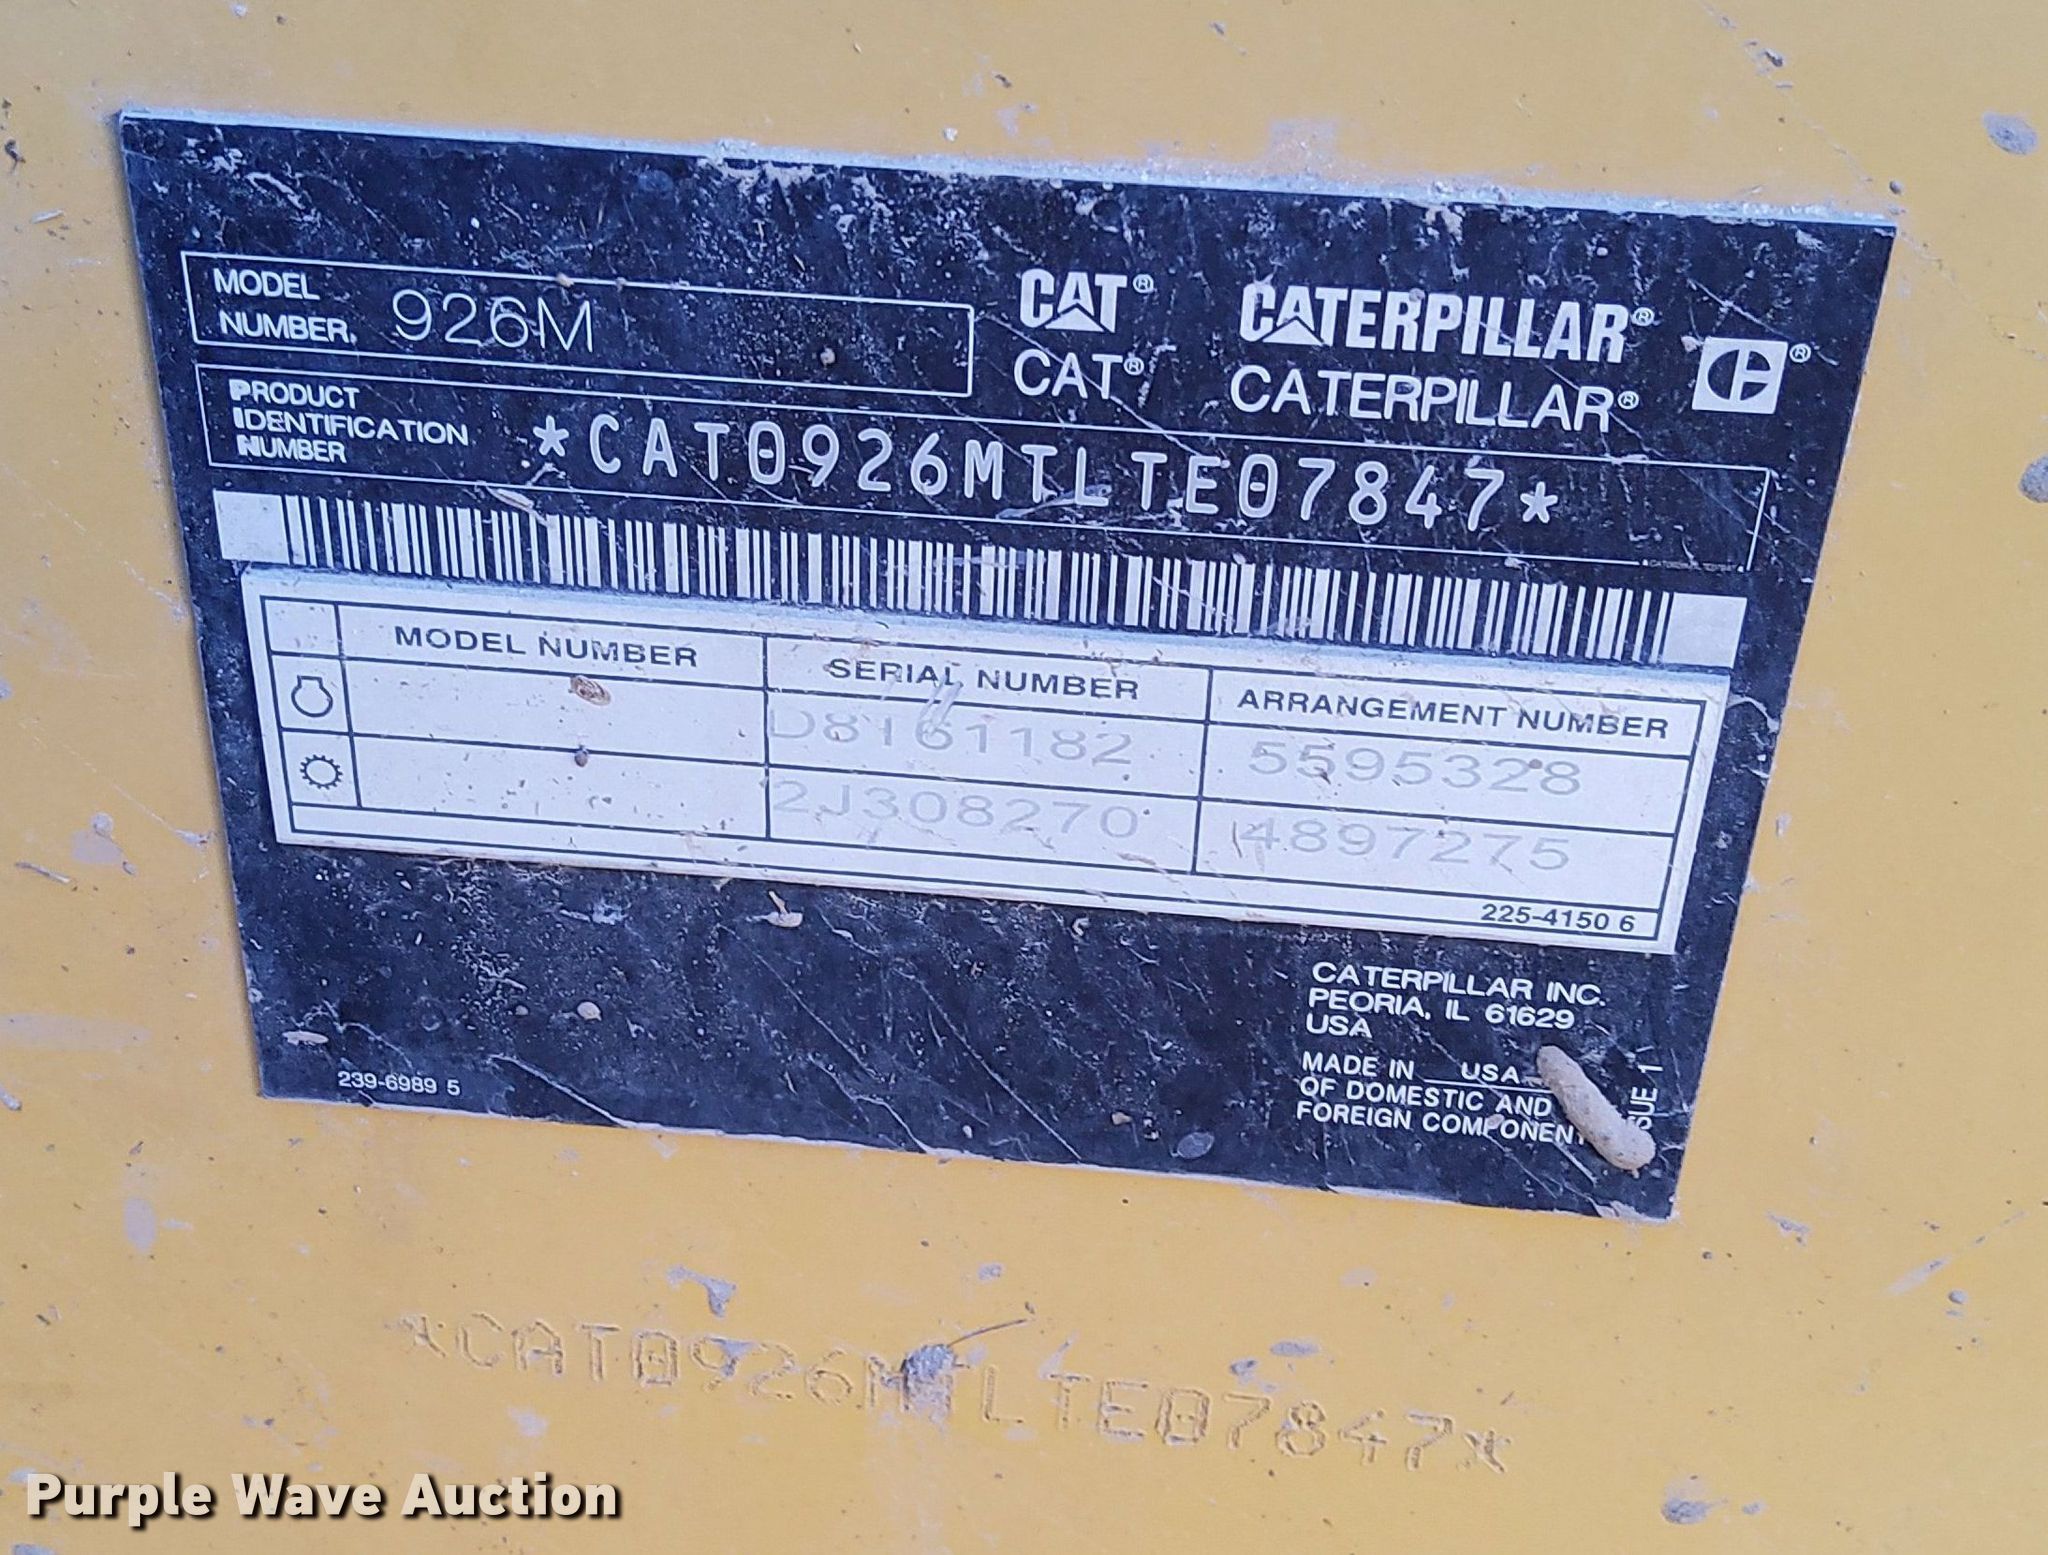 MODEL NUMBER. 926M
CAT® CATERPILLAR®
CAT® CATERPILLAR®
PRODUCT IDENTIFICATION NUMBER *CAT0926MTLTE07847*
MODEL NUMBER SERIAL NUMBER ARRANGEMENT NUMBER
D8161182 5595328
2J308270 4897275
225-4150 6
CATERPILLAR INC.
PEORIA, IL 61629
USA
MADE IN USA
OF DOMESTIC AND
FOREIGN COMPONENT
239-6989 5
*CAT0926MTLTE07847*
Purple Wave Auction